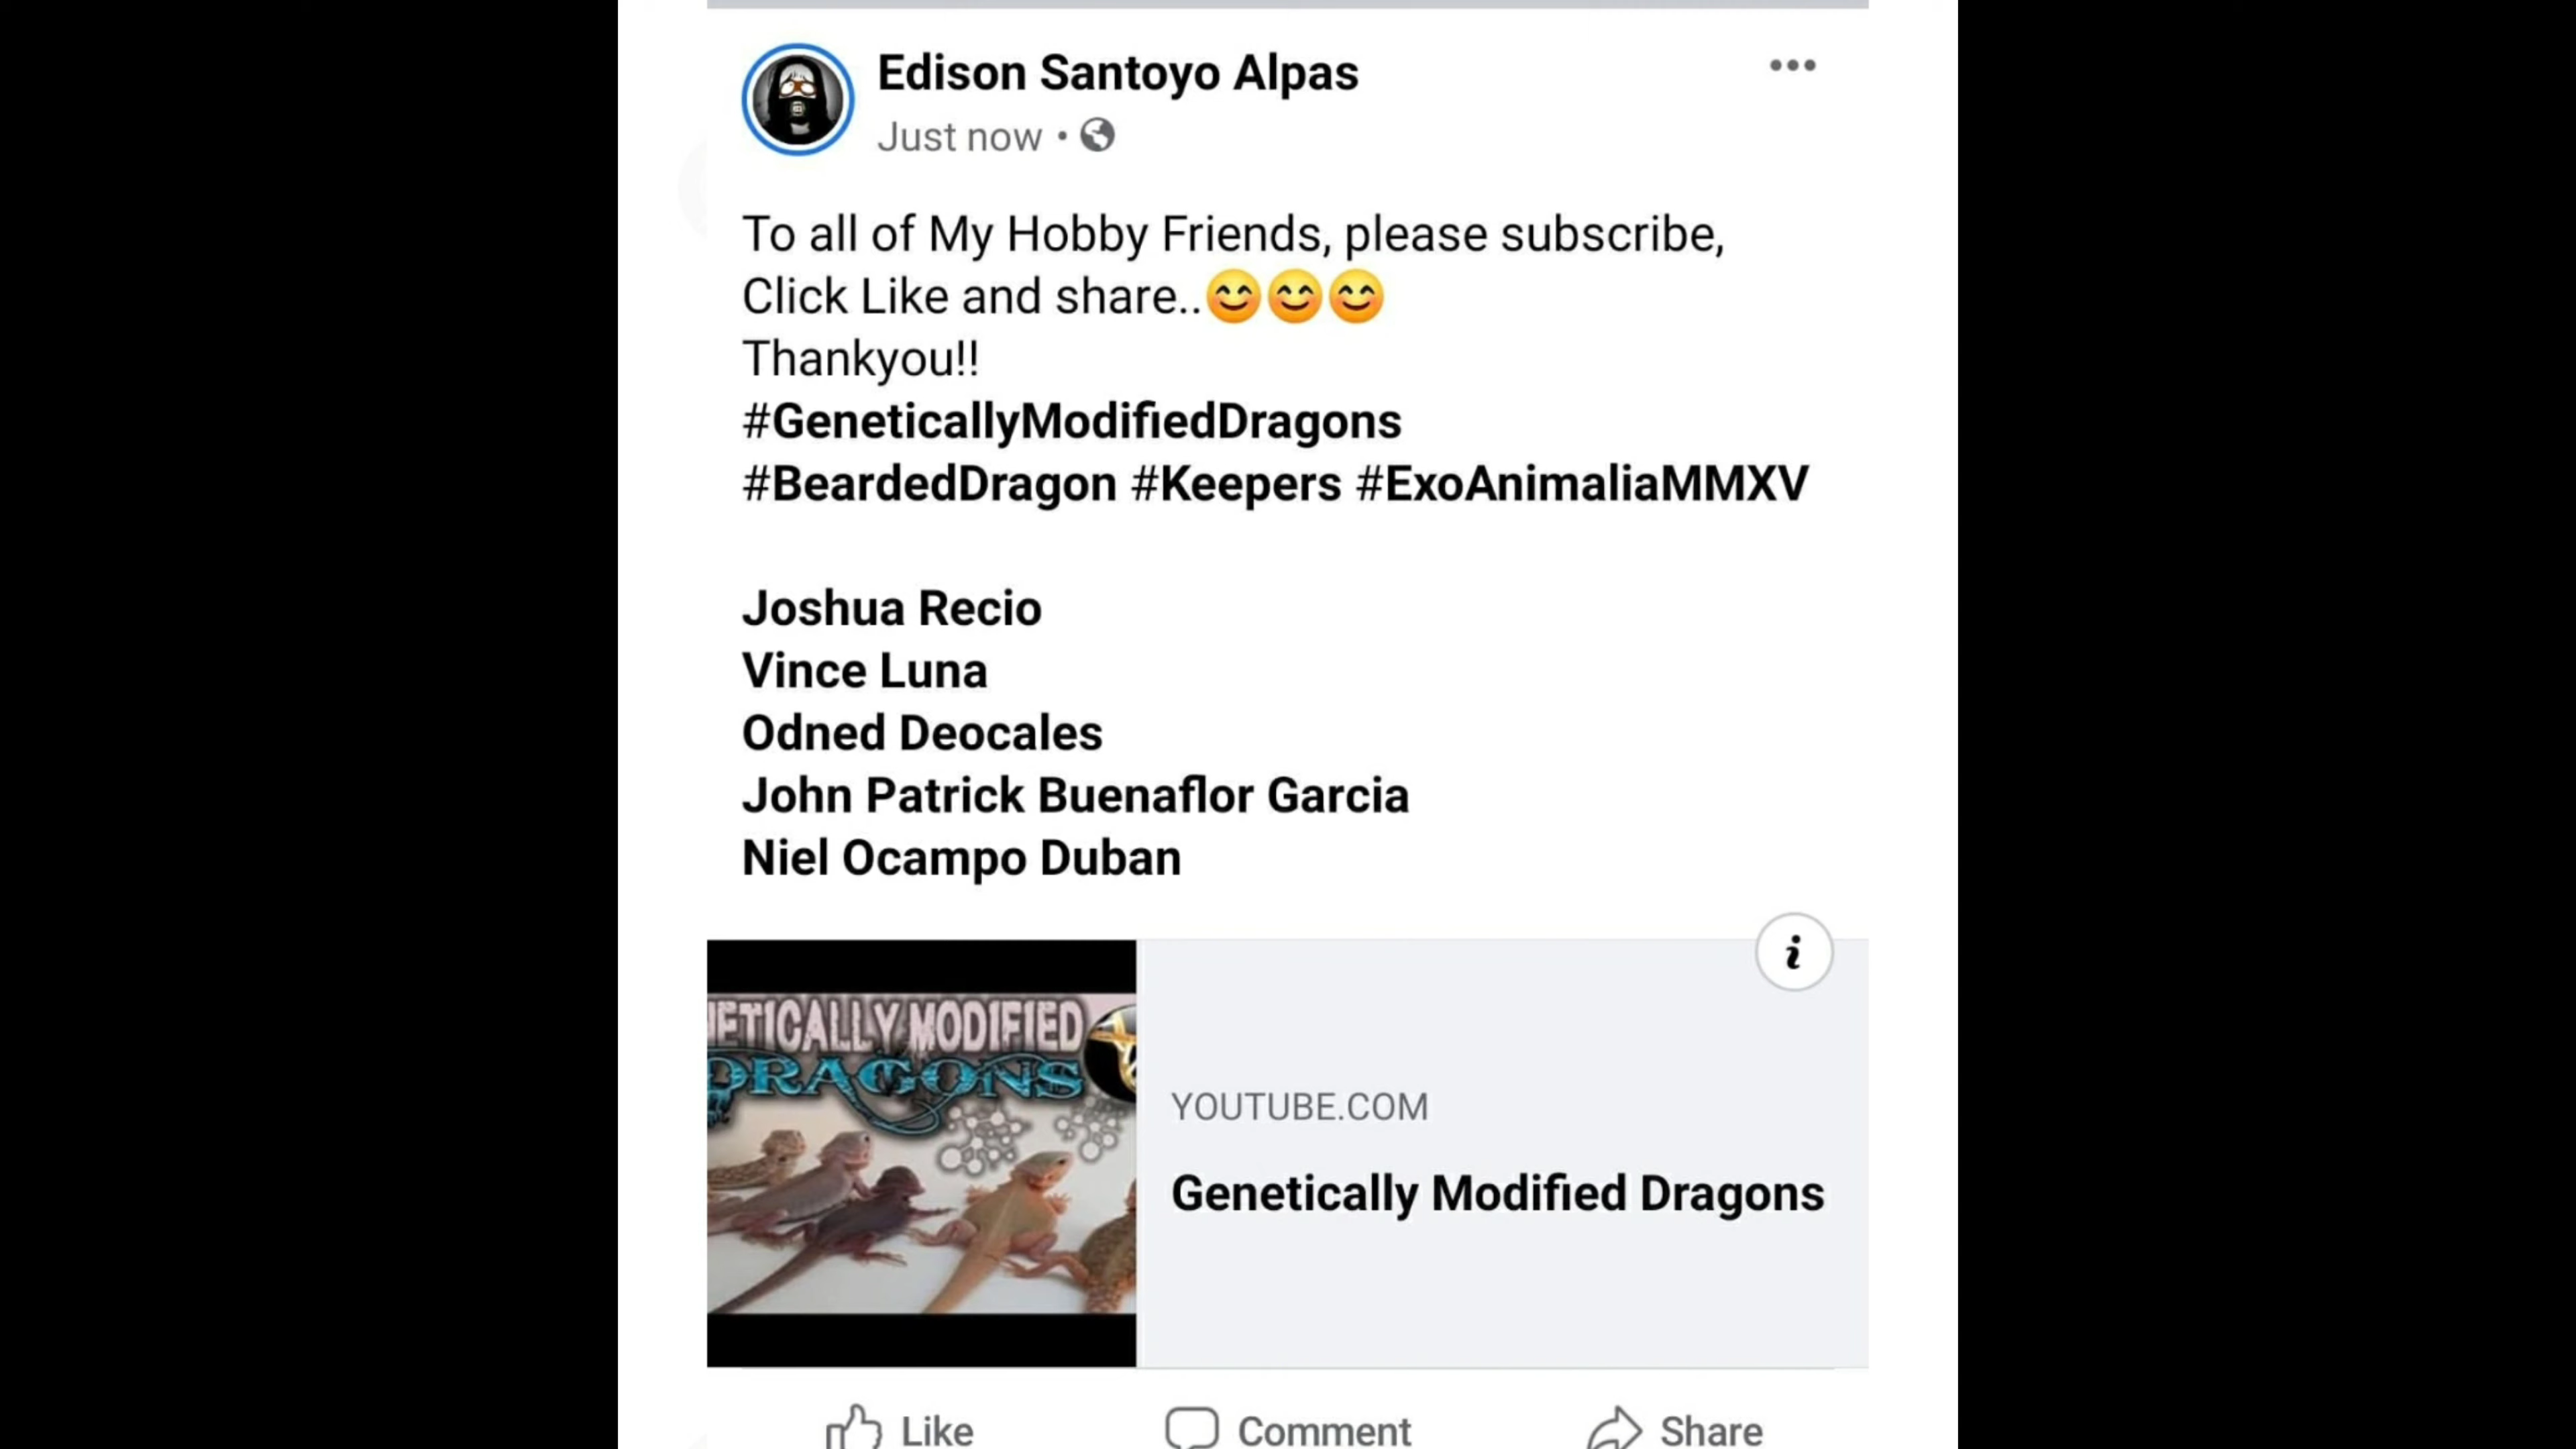 Edison Santoyo Alpas
Just now
To all of My Hobby Friends, please subscribe,
Click Like and share..😊😊😊
Thankyou!!
#GeneticallyModifiedDragons
#BeardedDragon #Keepers #ExoAnimaliaMMXV
Joshua Recio
Vince Luna
Odned Deocales
John Patrick Buenaflor Garcia
Niel Ocampo Duban
NETICALLY MODIFIED
DRAGONS
YOUTUBE.COM
Genetically Modified Dragons
Like
Comment
Share